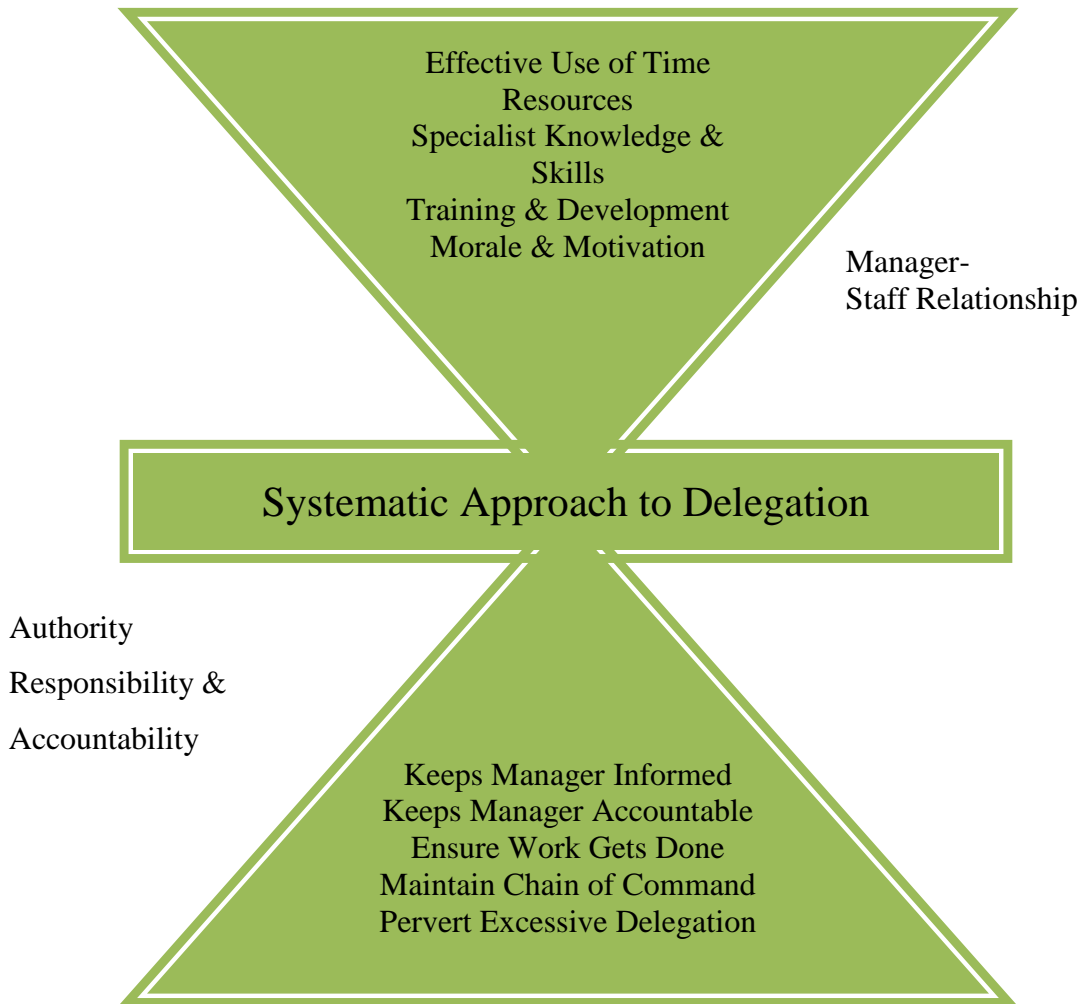 Effective Use of Time
Resources
Specialist Knowledge &
Skills
Training & Development
Morale & Motivation
Manager-
Staff Relationship
Systematic Approach to Delegation
Authority
Responsibility &
Accountability
Keeps Manager Informed
Keeps Manager Accountable
Ensure Work Gets Done
Maintain Chain of Command
Pervert Excessive Delegation